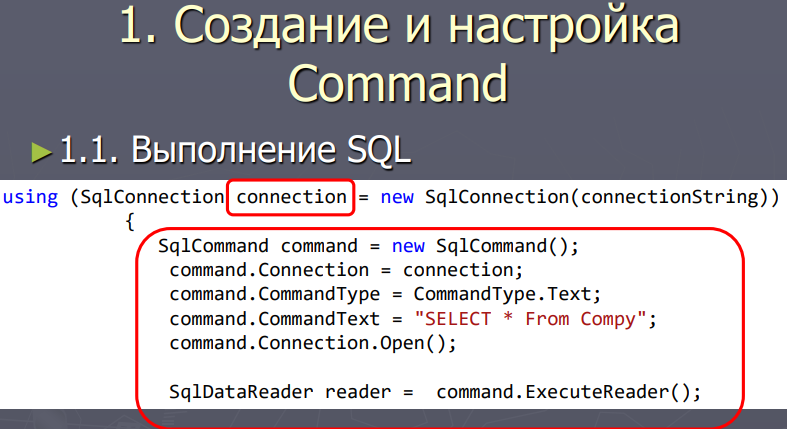 1. Создание и настройка
Command
►1.1. Выполнение SQL
using (SqlConnection connection = new SqlConnection(connectionString))
{
SqlCommand command = new SqlCommand();
command.Connection = connection;
command.CommandType = CommandType.Text;
command.CommandText = "SELECT * From Compy";
command.Connection.Open();
SqlDataReader reader =  command.ExecuteReader();